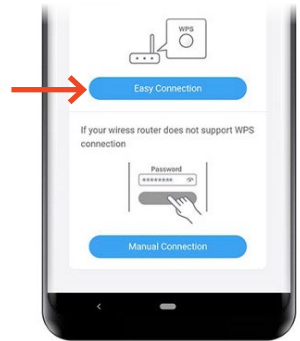 WPS
Easy Connection
If your wiress router does not support WPS
connection
Password
********
Manual Connection